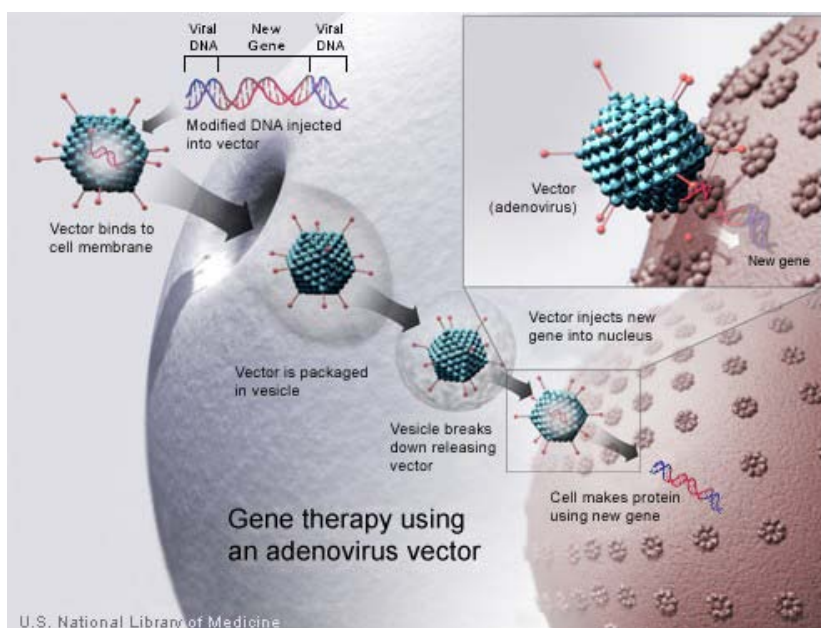 Viral DNA
New Gene
Viral DNA
Modified DNA injected
into vector
Vector binds to
cell membrane
Vector is packaged
in vesicle
Vesicle breaks
down releasing
vector
Vector
(adenovirus)
New gene
Vector injects new
gene into nucleus
Cell makes protein
using new gene
Gene therapy using
an adenovirus vector
U.S. National Library of Medicine